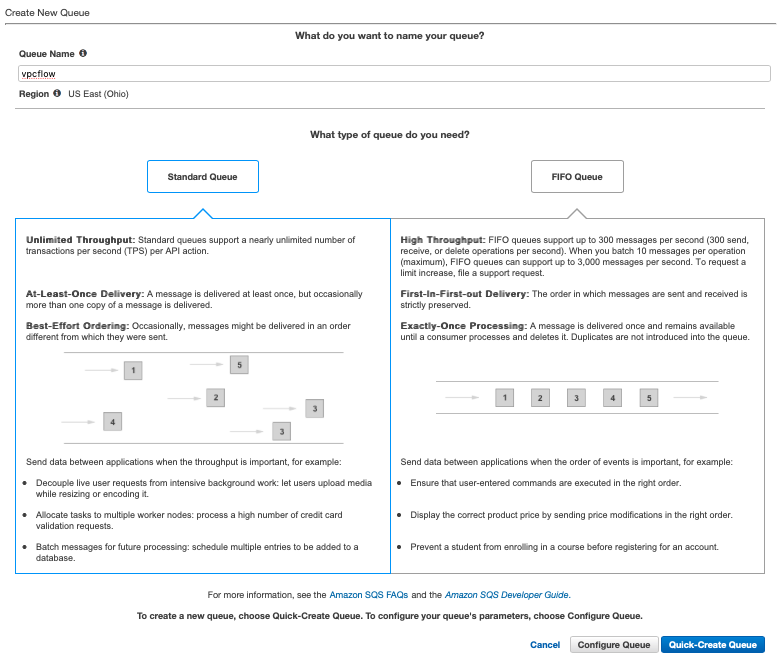 Create New Queue
What do you want to name your queue?
Queue Name
vpcflow
Region US East (Ohio)
What type of queue do you need?
Standard Queue
FIFO Queue
Unlimited Throughput: Standard queues support a nearly unlimited number of
transactions per second (TPS) per API action.
At-Least-Once Delivery: A message is delivered at least once, but occasionally
more than one copy of a message is delivered.
Best-Effort Ordering: Occasionally, messages might be delivered in an order
different from which they were sent.
1
5
2
3
4
3
Send data between applications when the throughput is important, for example:
• Decouple live user requests from intensive background work: let users upload media
while resizing or encoding it.
• Allocate tasks to multiple worker nodes: process a high number of credit card
validation requests.
• Batch messages for future processing: schedule multiple entries to be added to a
database.
High Throughput: FIFO queues support up to 300 messages per second (300 send,
receive, or delete operations per second). When you batch 10 messages per operation
(maximum), FIFO queues can support up to 3,000 messages per second. To request a
limit increase, file a support request.
First-In-First-out Delivery: The order in which messages are sent and received is
strictly preserved.
Exactly-Once Processing: A message is delivered once and remains available
until a consumer processes and deletes it. Duplicates are not introduced into the queue.
1 2 3 4 5
Send data between applications when the order of events is important, for example:
• Ensure that user-entered commands are executed in the right order.
• Display the correct product price by sending price modifications in the right order.
• Prevent a student from enrolling in a course before registering for an account.
For more information, see the Amazon SQS FAQs and the Amazon SQS Developer Guide.
To create a new queue, choose Quick-Create Queue. To configure your queue's parameters, choose Configure Queue.
Cancel Configure Queue Quick-Create Queue